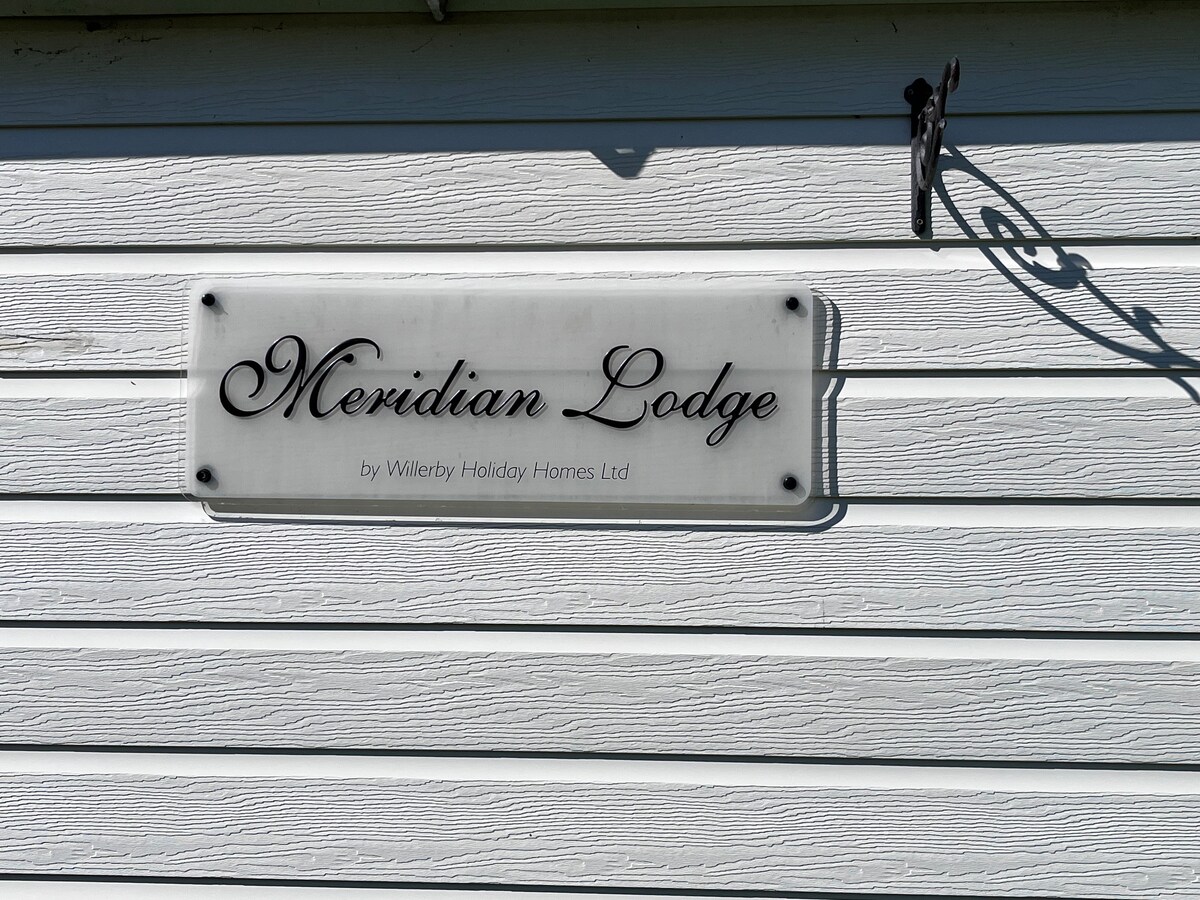 Meridian Lodge
by Willerby Holiday Homes Ltd